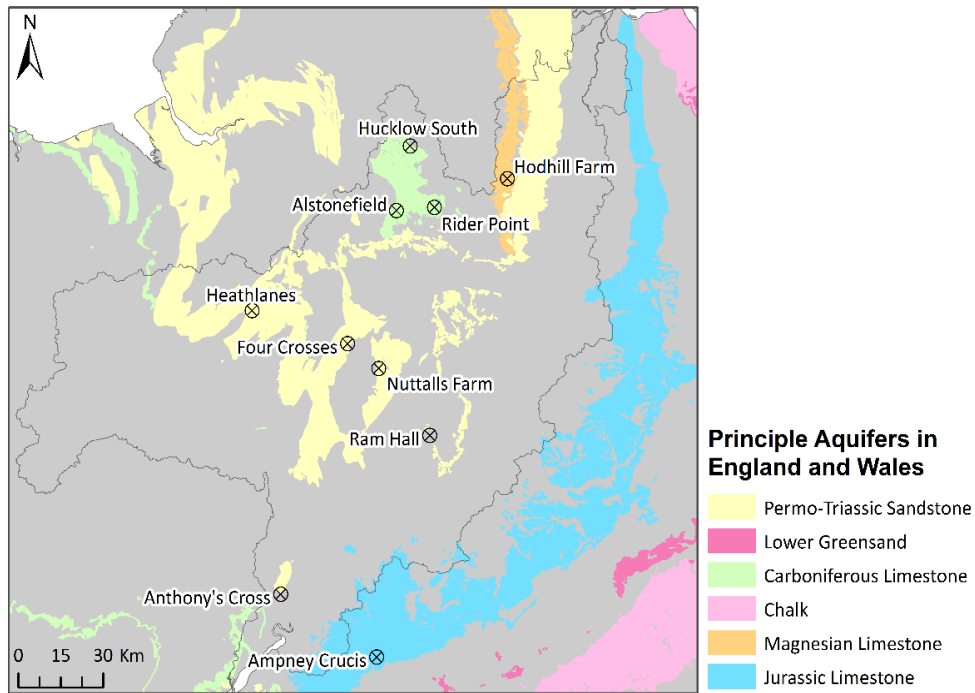 N
Hucklow South
Hodhill Farm
Alstonefield
Rider Point
Heathlanes
Four Crosses
Nuttalls Farm
Ram Hall
Anthony's Cross
Ampney Crucis
0 15 30 Km
Principle Aquifers in
England and Wales
Permo-Triassic Sandstone
Lower Greensand
Carboniferous Limestone
Chalk
Magnesian Limestone
Jurassic Limestone